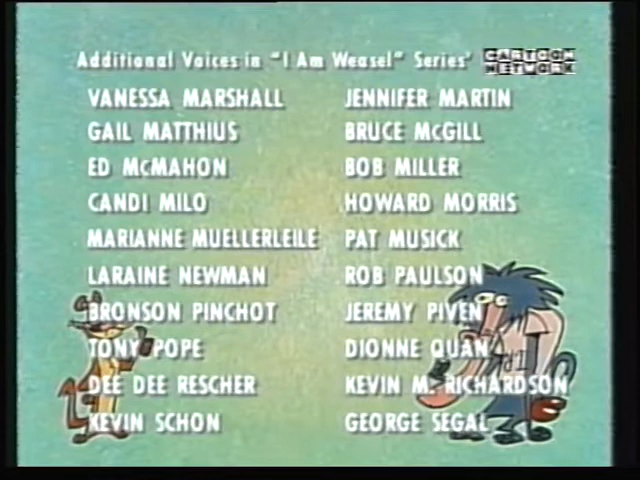 Additional Voices in "I Am Weasel" Series'
CARTOON
NETWORK
VANESSA MARSHALL JENNIFER MARTIN
GAIL MATTHIUS BRUCE McGILL
ED McMAHON BOB MILLER
CANDI MILO HOWARD MORRIS
MARIANNE MUELLERLEILE PAT MUSICK
LARAINE NEWMAN ROB PAULSON
BRONSON PINCHOT JEREMY PIVEN
TONY POPE DIONNE QUAN
DEE DEE RESCHER KEVIN M. RICHARDSON
KEVIN SCHON GEORGE SEGAL